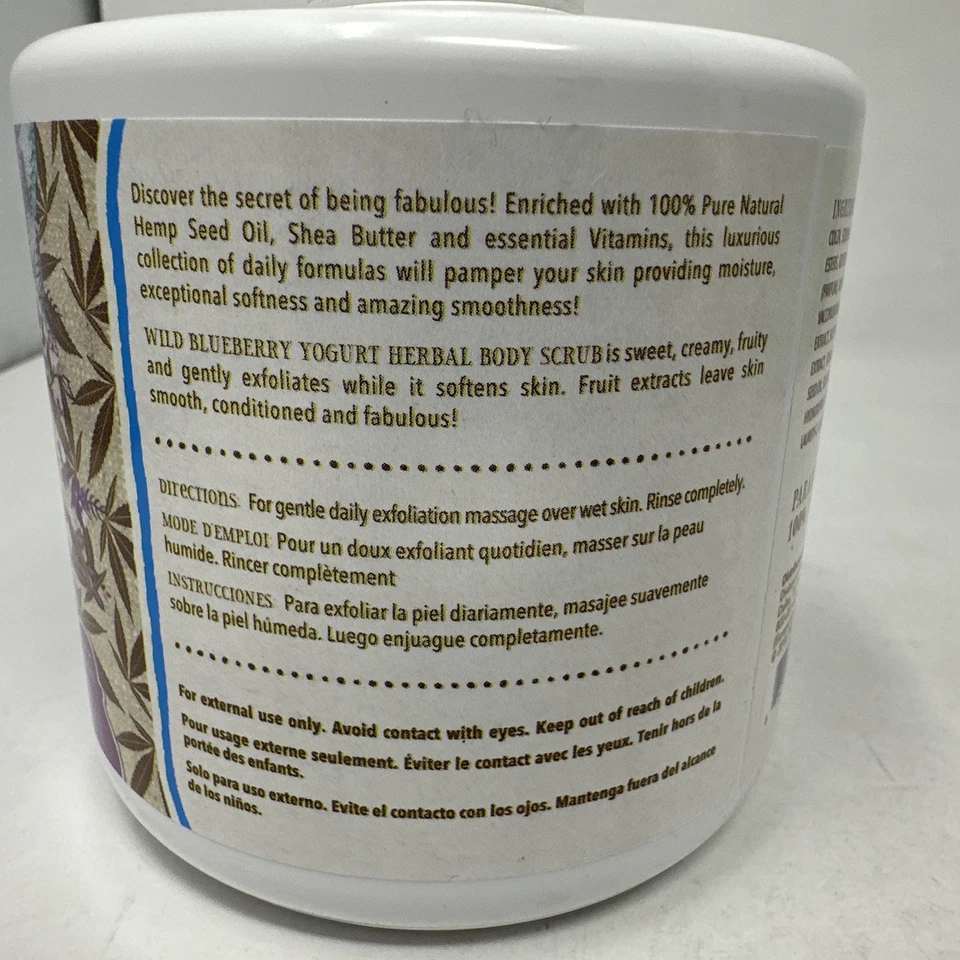 Discover the secret of being fabulous! Enriched with 100% Pure Natural
Hemp Seed Oil, Shea Butter and essential Vitamins, this luxurious
collection of daily formulas will pamper your skin providing moisture,
exceptional softness and amazing smoothness!
WILD BLUEBERRY YOGURT HERBAL BODY SCRUB is sweet, creamy, fruity
and gently exfoliates while it softens skin. Fruit extracts leave skin
smooth, conditioned and fabulous!
DIRECTIONS For gentle daily exfoliation massage over wet skin. Rinse completely.
MODE D'EMPLOI Pour un doux exfoliant quotidien, masser sur la peau
humide. Rincer complètement
INSTRUCCIONES Para exfoliar la piel diariamente, masajee suavemente
sobre la piel húmeda. Luego enjuague completamente.
For external use only. Avoid contact with eyes. Keep out of reach of children.
Pour usage externe seulement. Éviter le contact avec les yeux. Tenir hors de la
portée des enfants.
Solo para uso externo. Evite el contacto con los ojos. Mantenga fuera del alcance
de los niños.